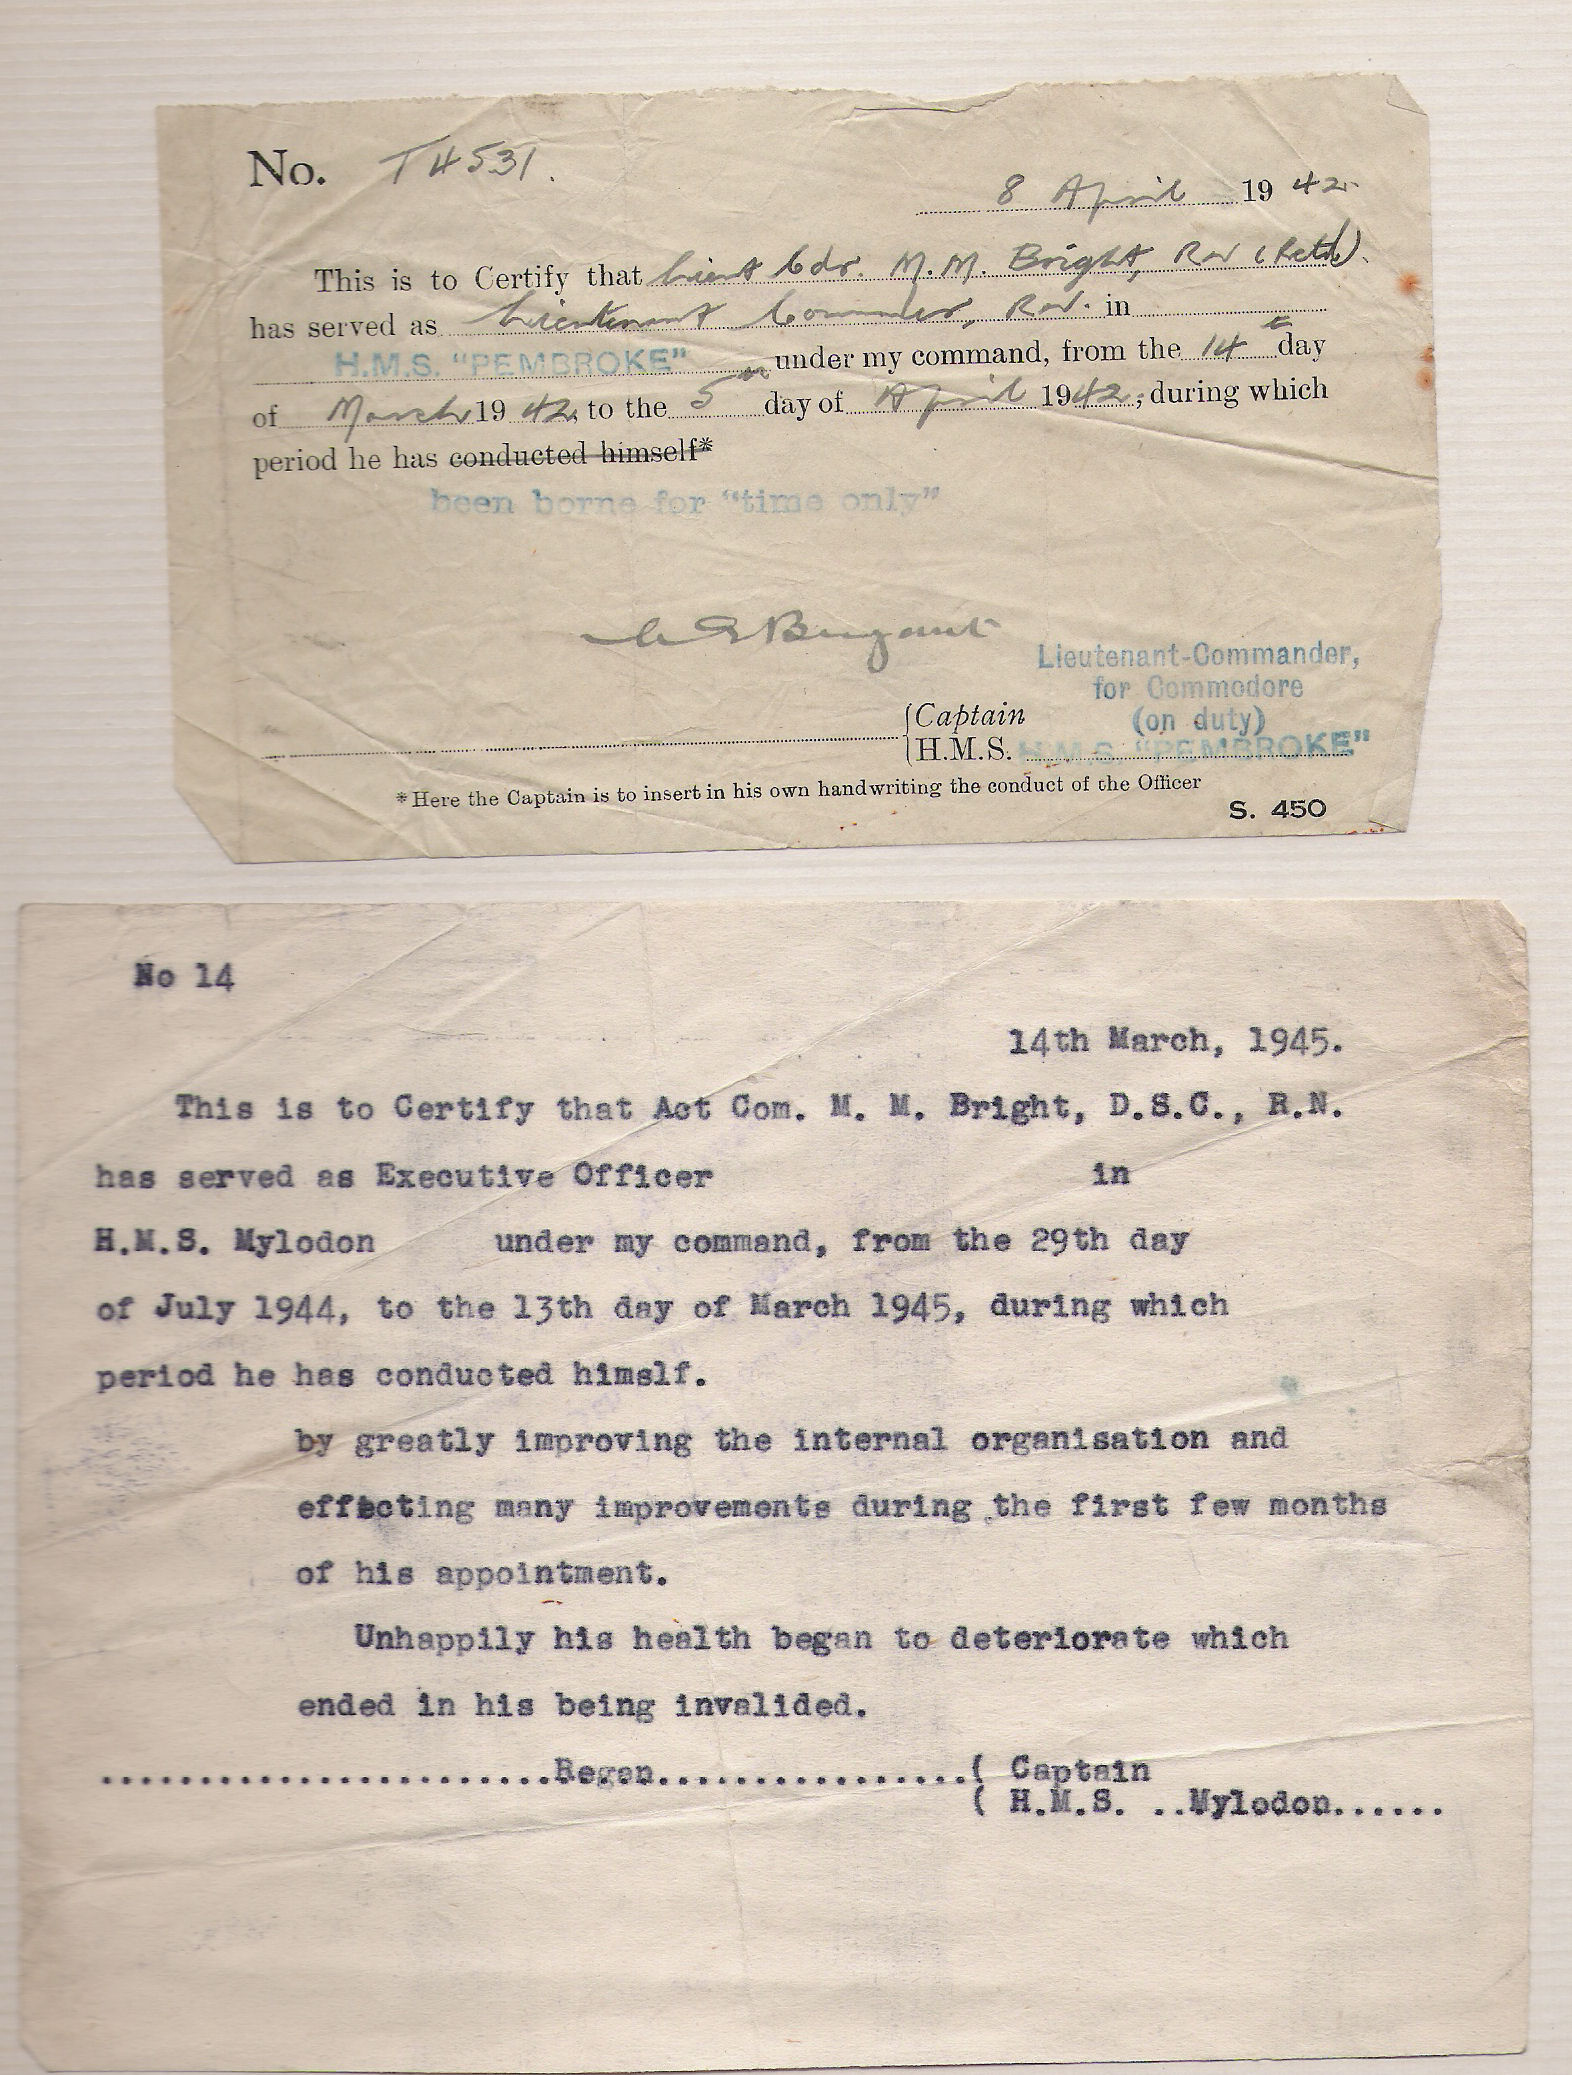 No. T4531.
8 April 1942.
This is to Certify that Lieut Cdr. M.M. Bright, RN (Retd).
has served as Lieutenant Commder, RN. in
H.M.S. "PEMBROKE" under my command, from the 14th day
of March 1942, to the 5th day of April 1942; during which
period he has conducted himself*
been borne for "time only"
Lieutenant-Commander,
for Commodore
(on duty)
Captain
H.M.S. H.M.S. "PEMBROKE"
*Here the Captain is to insert in his own handwriting the conduct of the Officer
S. 450
No 14
14th March, 1945.
This is to Certify that Act Com. M. M. Bright, D.S.C., R.N.
has served as Executive Officer in
H.M.S. Mylodon under my command, from the 29th day
of July 1944, to the 13th day of March 1945, during which
period he has conducted himslf.
by greatly improving the internal organisation and
effecting many improvements during the first few months
of his appointment.
Unhappily his health began to deteriorate which
ended in his being invalided.
.......................Regan................( Captain
( H.M.S. ..Mylodon......